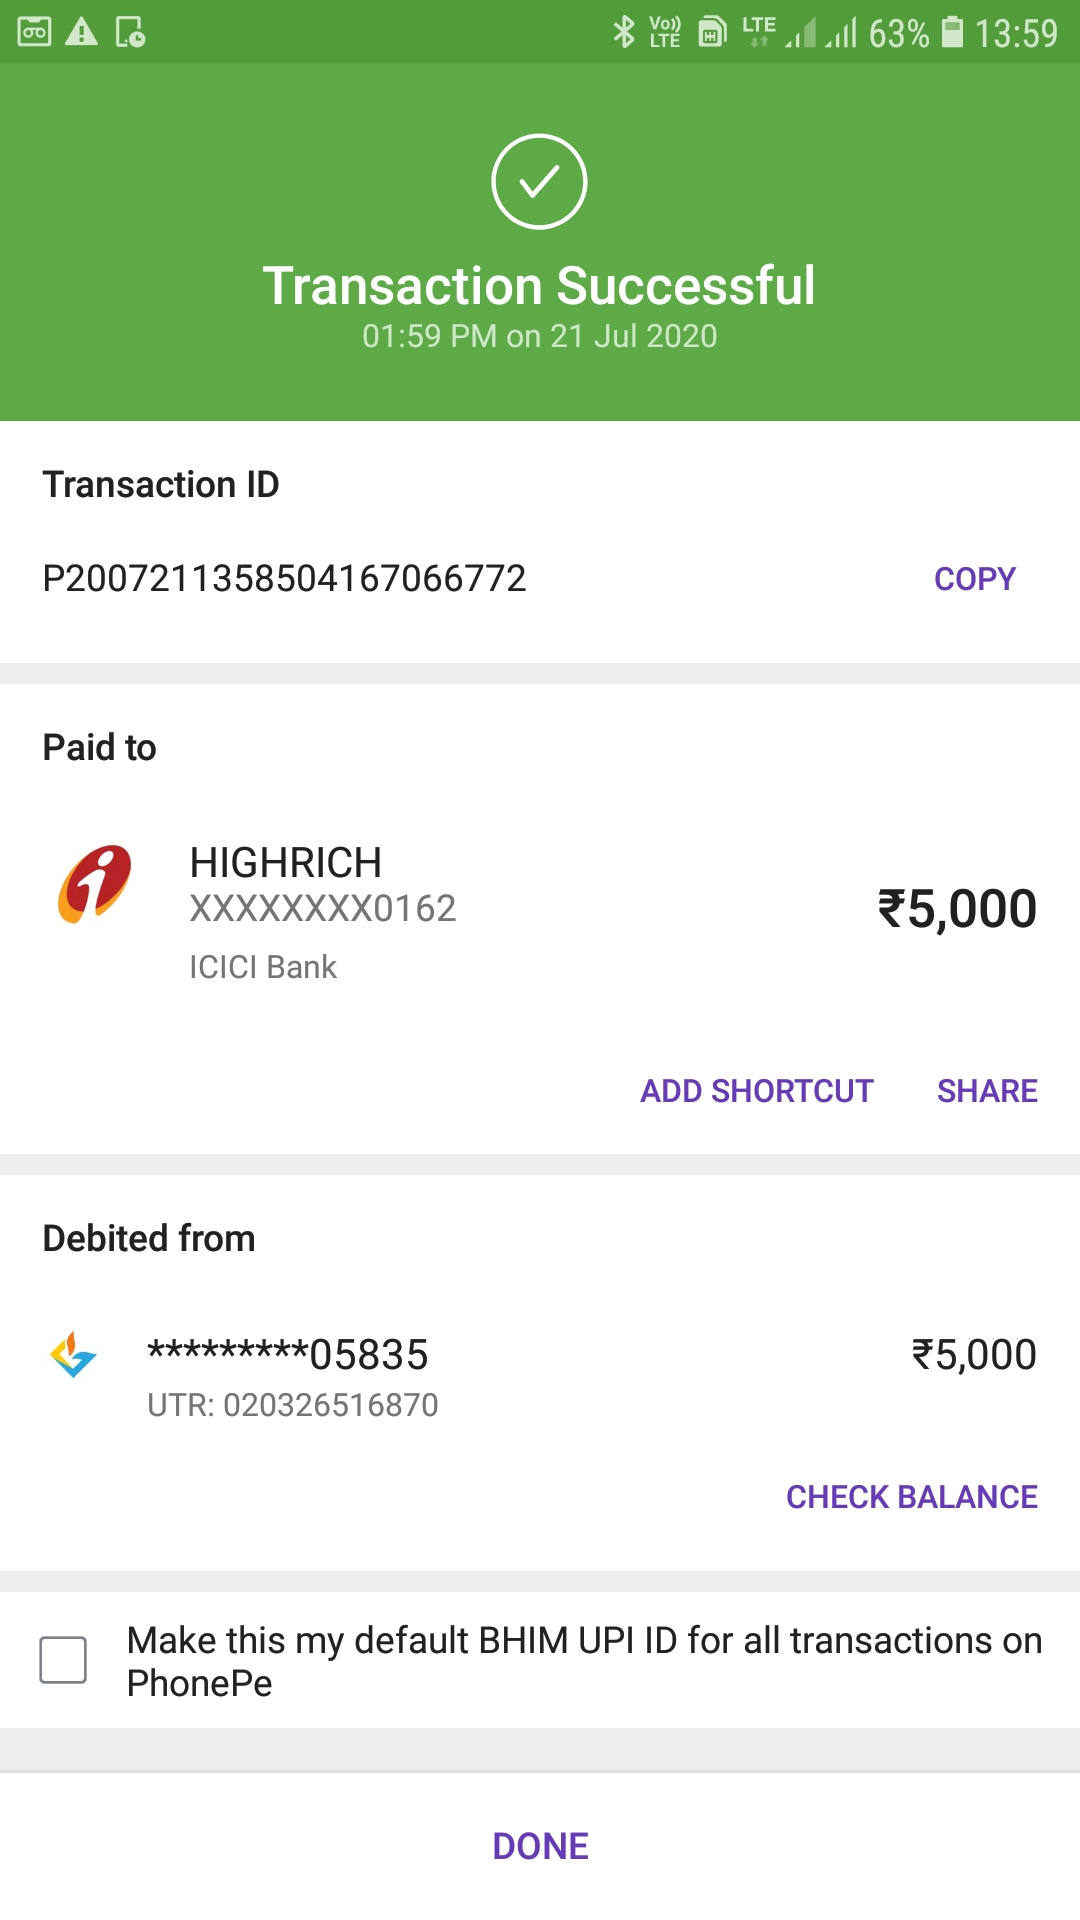 Vo)) LTE LTE 63% 13:59
Transaction Successful
01:59 PM on 21 Jul 2020
Transaction ID
P2007211358504167066772 COPY
Paid to
HIGHRICH
XXXXXXXX0162
₹5,000
ICICI Bank
ADD SHORTCUT SHARE
Debited from
*********05835 ₹5,000
UTR: 020326516870
CHECK BALANCE
Make this my default BHIM UPI ID for all transactions on
PhonePe
DONE